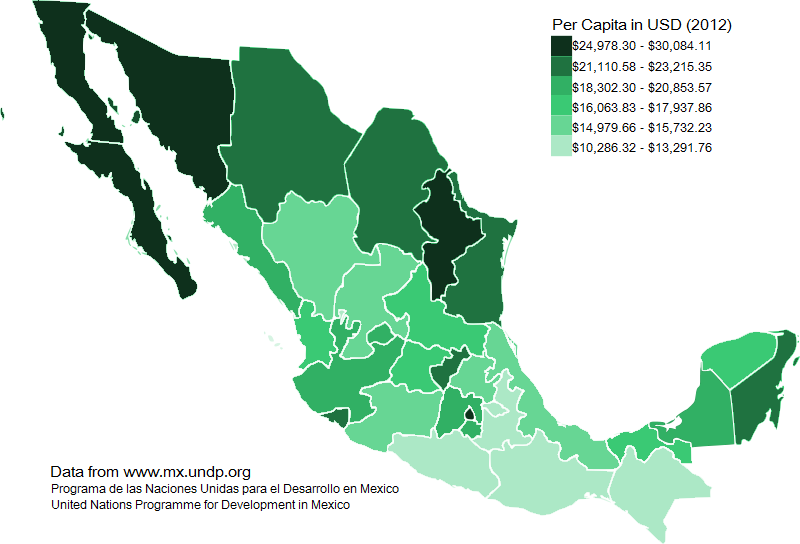 Per Capita in USD (2012)
$24,978.30 - $30,084.11
$21,110.58 - $23,215.35
$18,302.30 - $20,853.57
$16,063.83 - $17,937.86
$14,979.66 - $15,732.23
$10,286.32 - $13,291.76
Data from www.mx.undp.org
Programa de las Naciones Unidas para el Desarrollo en Mexico
United Nations Programme for Development in Mexico